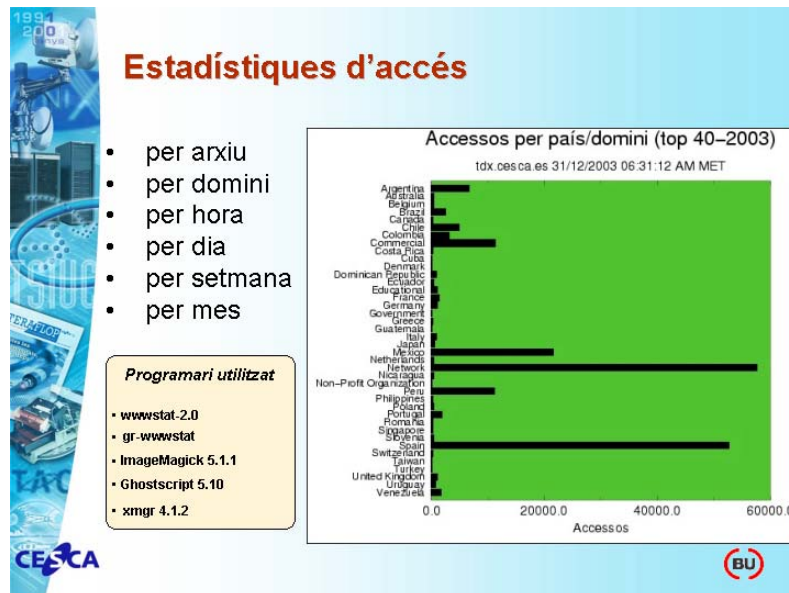 1991
200
Estadístiques d'accés
• per arxiu
• per domini
• per hora
• per dia
• per setmana
• per mes
Programari utilitzat
• wwwstat-2.0
• gr-wwwstat
• ImageMagick 5.1.1
• Ghostscript 5.10
• xmgr 4.1.2
Accessos per país/domini (top 40-2003)
tdx.cesca.es 31/12/2003 06:31:12 AM MET
Argentina
Australia
Belgium
Brazil
Canada
Chile
Colombia
Commercial
Costa Rica
Cuba
Denmark
Dominican Republic
Ecuador
Educational
France
Germany
Government
Greece
Guatemala
Italy
Japan
Mexico
Netherlands
Network
Nicaragua
Non-Profit Organization
Peru
Philippines
Poland
Portugal
Romania
Singapore
Slovenia
Spain
Switzerland
Taiwan
Turkey
United Kingdom
Uruguay
Venezuela
0.0 20000.0 40000.0 60000.0
Accessos
TERAFLOP
CESCA
BU